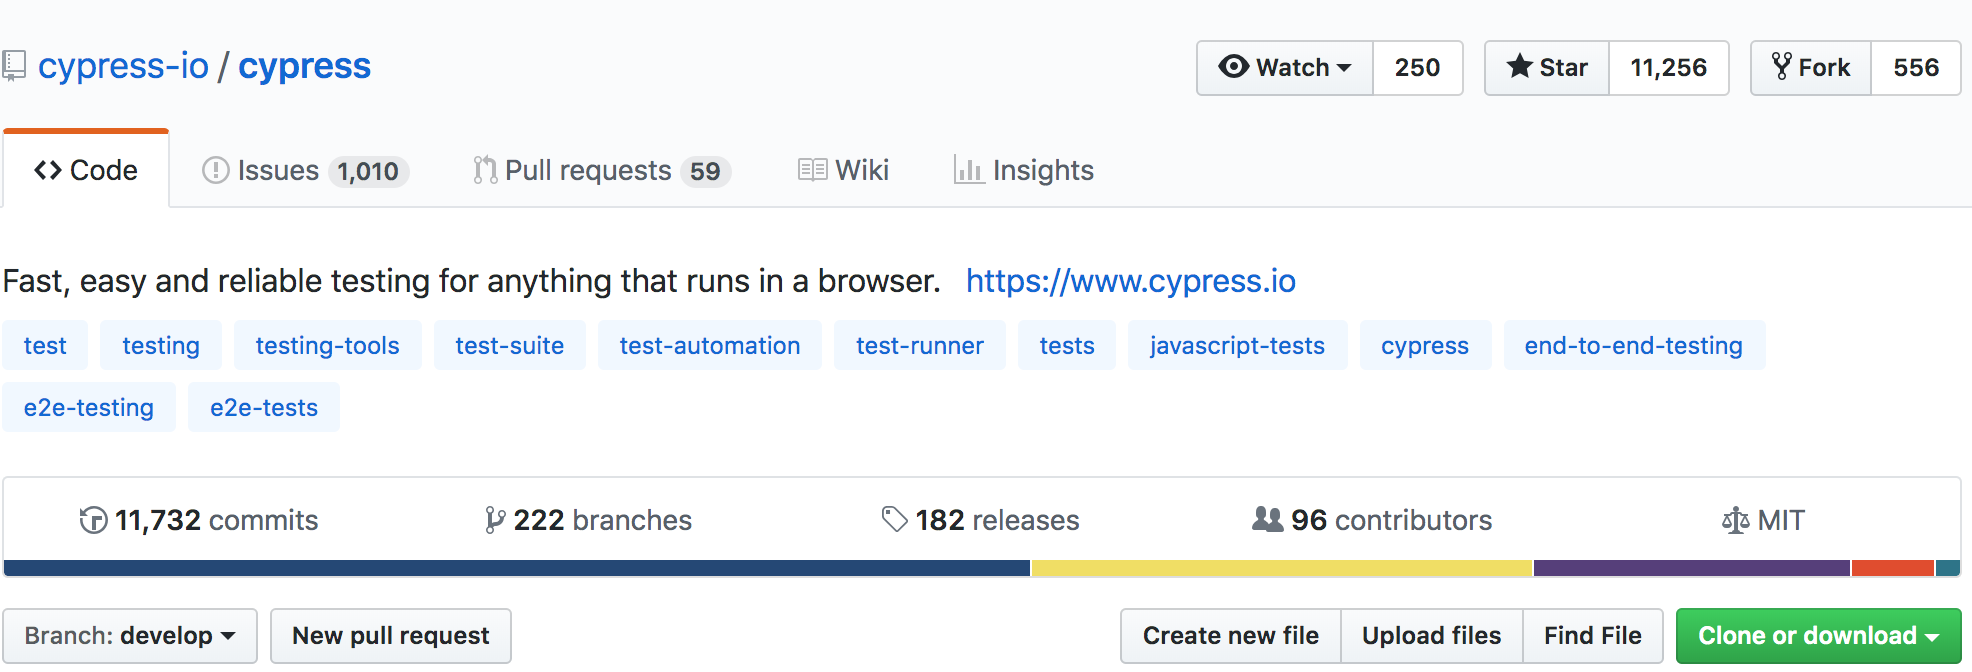 cypress-io / cypress Watch 250 Star 11,256 Fork 556
Code Issues 1,010 Pull requests 59 Wiki Insights
Fast, easy and reliable testing for anything that runs in a browser. https://www.cypress.io
test testing testing-tools test-suite test-automation test-runner tests javascript-tests cypress end-to-end-testing
e2e-testing e2e-tests
11,732 commits 222 branches 182 releases 96 contributors MIT
Branch: develop New pull request Create new file Upload files Find File Clone or download